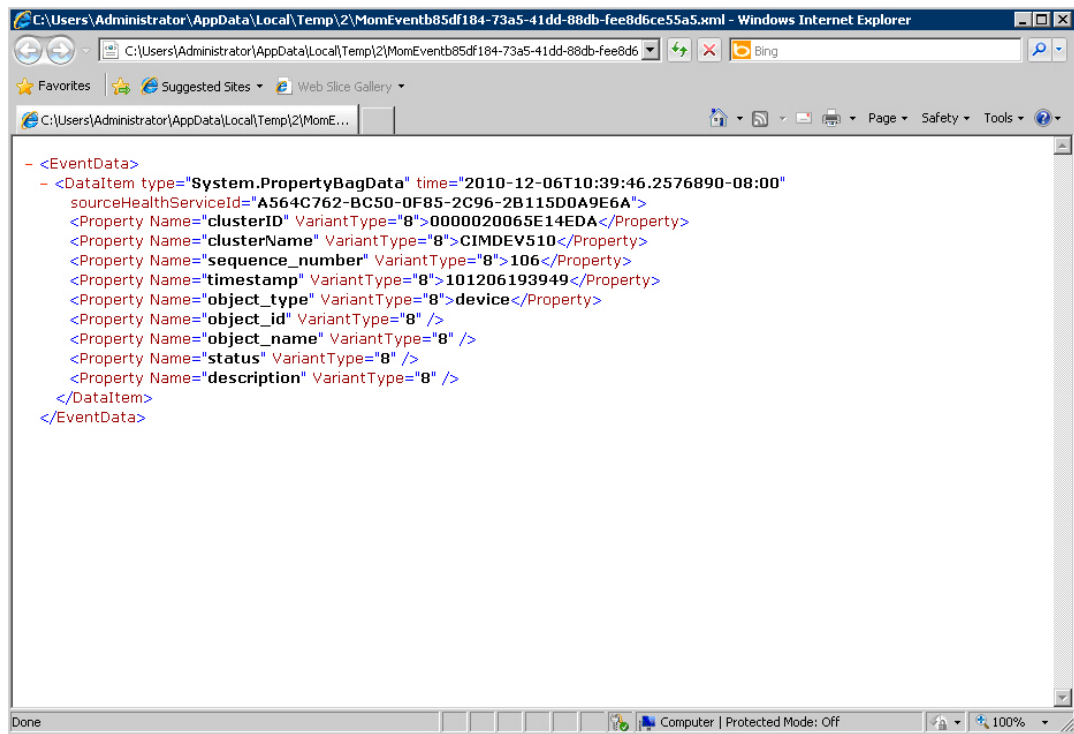 C:\Users\Administrator\AppData\Local\Temp\2\MomEventb85df184-73a5-41dd-88db-fee8d6ce55a5.xml - Windows Internet Explorer
C:\Users\Administrator\AppData\Local\Temp\2\MomEventb85df184-73a5-41dd-88db-fee8d6 Bing
Favorites Suggested Sites Web Slice Gallery
C:\Users\Administrator\AppData\Local\Temp\2\MomE... Page Safety Tools
- <EventData>
- <DataItem type="System.PropertyBagData" time="2010-12-06T10:39:46.2576890-08:00"
sourceHealthServiceId="A564C762-BC50-0F85-2C96-2B115D0A9E6A">
<Property Name="clusterID" VariantType="8">0000020065E14EDA</Property>
<Property Name="clusterName" VariantType="8">CIMDEV510</Property>
<Property Name="sequence_number" VariantType="8">106</Property>
<Property Name="timestamp" VariantType="8">101206193949</Property>
<Property Name="object_type" VariantType="8">device</Property>
<Property Name="object_id" VariantType="8" />
<Property Name="object_name" VariantType="8" />
<Property Name="status" VariantType="8" />
<Property Name="description" VariantType="8" />
</DataItem>
</EventData>
Done Computer | Protected Mode: Off 100%